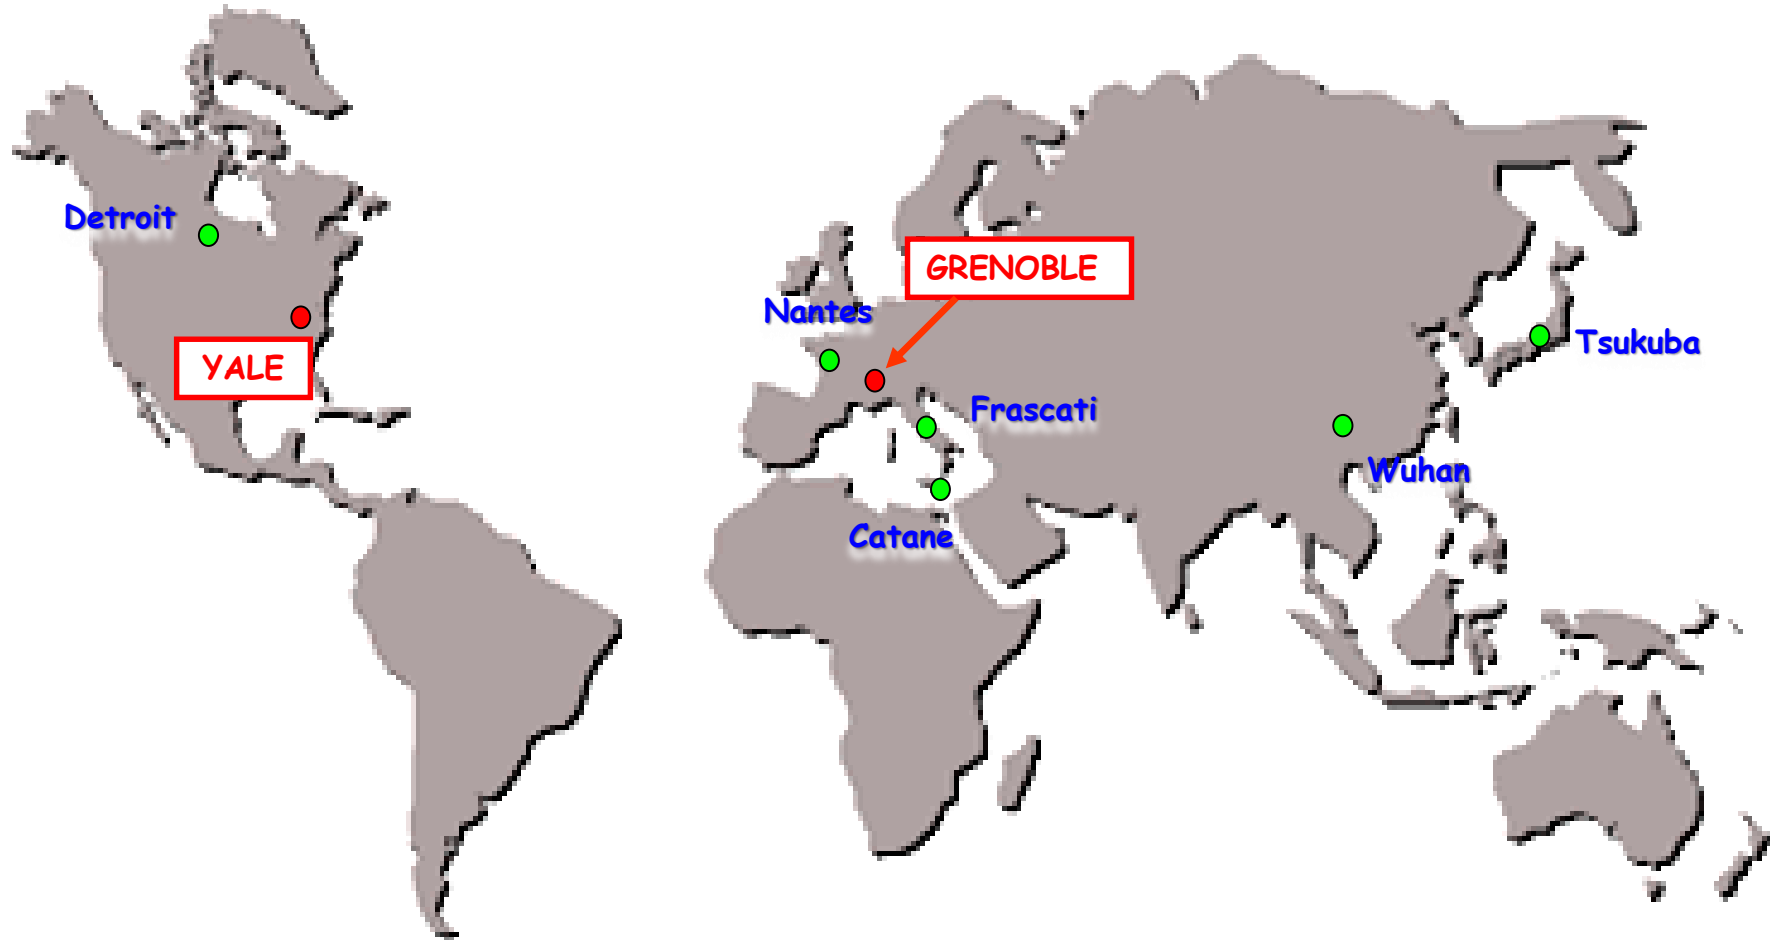 Detroit
GRENOBLE
Nantes
Tsukuba
YALE
Frascati
Wuhan
Catane